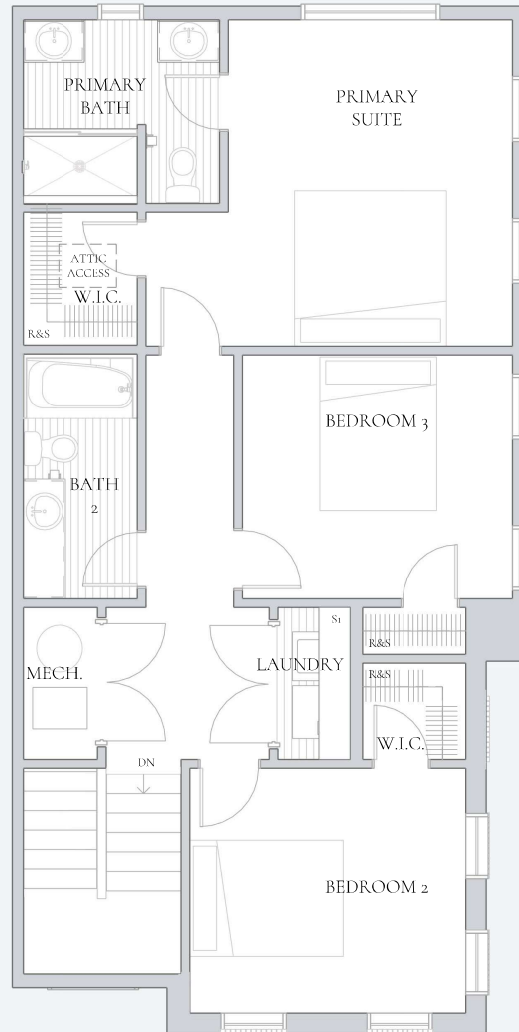 PRIMARY
BATH
PRIMARY
SUITE
ATTIC
ACCESS
W.I.C.
R&S
BEDROOM 3
BATH
2
S1
R&S
LAUNDRY
MECH.
R&S
W.I.C.
DN
BEDROOM 2